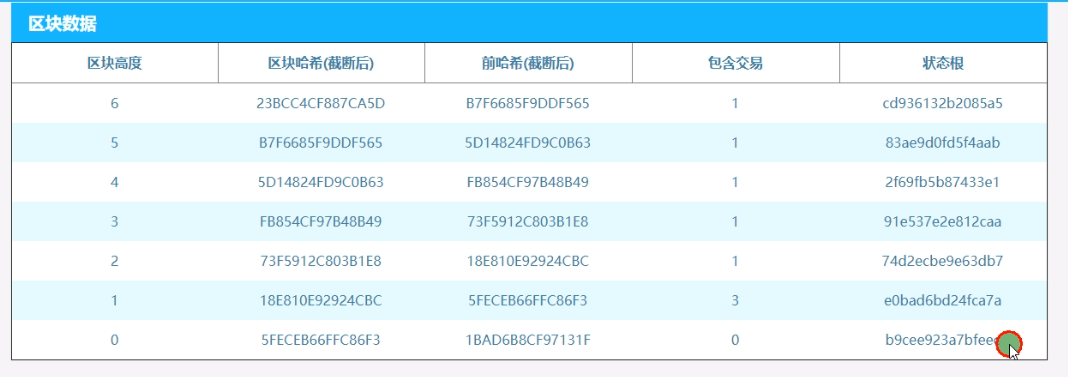 区块数据
区块高度 区块哈希(截断后) 前哈希(截断后) 包含交易 状态根
6 23BCC4CF887CA5D B7F6685F9DDF565 1 cd936132b2085a5
5 B7F6685F9DDF565 5D14824FD9C0B63 1 83ae9d0fd5f4aab
4 5D14824FD9C0B63 FB854CF97B48B49 1 2f69fb5b87433e1
3 FB854CF97B48B49 73F5912C803B1E8 1 91e537e2e812caa
2 73F5912C803B1E8 18E810E92924CBC 1 74d2ecbe9e63db7
1 18E810E92924CBC 5FECEB66FFC86F3 3 e0bad6bd24fca7a
0 5FECEB66FFC86F3 1BAD6B8CF97131F 0